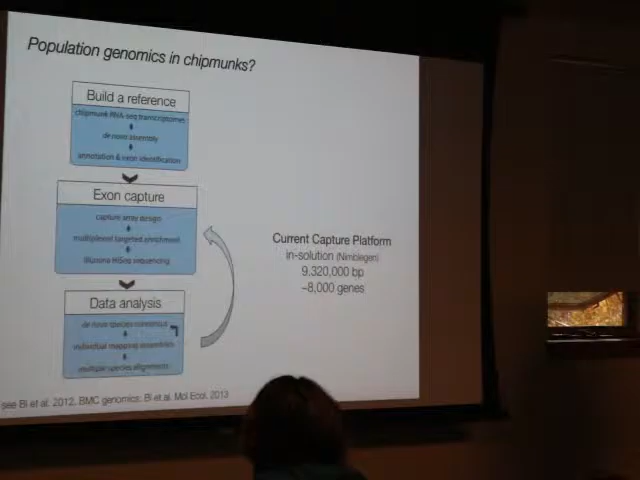 Population genomics in chipmunks?
Build a reference
chipmunk RNA-seq transcriptomes
de novo assembly
annotation & exon identification
Exon capture
capture array design
multiplexed targeted enrichment
Illumina HiSeq sequencing
Data analysis
de novo species consensus
individual mapping assemblies
multiple species alignments
Current Capture Platform
in-solution (Nimblegen)
9,320,000 bp
~8,000 genes
see Bi et al. 2012, BMC genomics; Bi et al. Mol Ecol. 2013